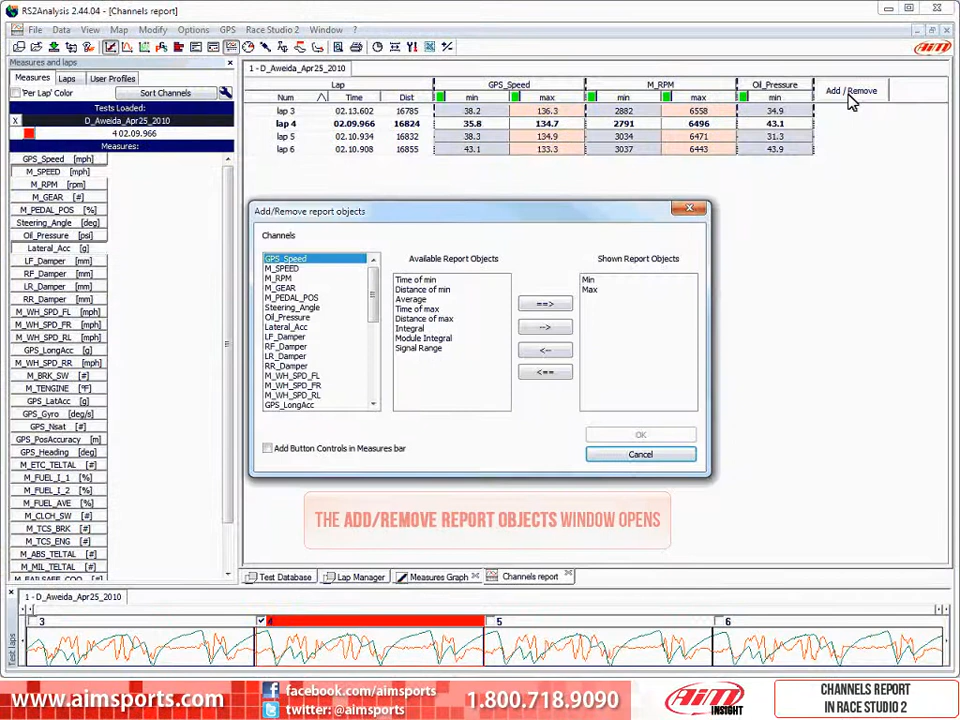 RS2Analysis 2.44.04 - [Channels report]
File Data View Map Modify Options GPS Race Studio 2 Window ?
AiM
Measures and laps
Measures Laps User Profiles
'Per Lap' Color Sort Channels
Tests Loaded:
X D_Aweida_Apr25_2010
4 02.09.966
Measures:
GPS_Speed [mph]
M_SPEED [mph]
M_RPM [rpm]
M_GEAR [#]
M_PEDAL_POS [%]
Steering_Angle [deg]
Oil_Pressure [psi]
Lateral_Acc [g]
LF_Damper [mm]
RF_Damper [mm]
LR_Damper [mm]
RR_Damper [mm]
M_WH_SPD_FL [mph]
M_WH_SPD_FR [mph]
M_WH_SPD_RL [mph]
GPS_LongAcc [g]
M_WH_SPD_RR [mph]
M_BRK_SW [#]
M_TENGINE [°F]
GPS_LatAcc [g]
GPS_Gyro [deg/s]
GPS_Nsat [#]
GPS_PosAccuracy [m]
GPS_Heading [deg]
M_ETC_TELTAL [#]
M_FUEL_I_1 [%]
M_FUEL_I_2 [%]
M_FUEL_AVE [%]
M_CLCH_SW [#]
M_TCS_BRK [#]
M_TCS_ENG [#]
M_ABS_TELTAL [#]
M_MIL_TELTAL [#]
1 - D_Aweida_Apr25_2010
Lap GPS_Speed M_RPM Oil_Pressure Add / Remove
Num Time Dist min max min max min
lap 3 02.13.602 16785 38.2 136.3 2882 6558 34.9
lap 4 02.09.966 16824 35.8 134.7 2791 6496 43.1
lap 5 02.10.934 16832 38.3 134.9 3034 6471 31.3
lap 6 02.10.908 16855 43.1 133.3 3037 6443 43.9
Add/Remove report objects
Channels
GPS_Speed
M_SPEED
M_RPM
M_GEAR
M_PEDAL_POS
Steering_Angle
Oil_Pressure
Lateral_Acc
LF_Damper
RF_Damper
LR_Damper
RR_Damper
M_WH_SPD_FL
M_WH_SPD_FR
M_WH_SPD_RL
GPS_LongAcc
Available Report Objects
Time of min
Distance of min
Average
Time of max
Distance of max
Integral
Module Integral
Signal Range
==>
-->
<--
<==
Shown Report Objects
Min
Max
Add Button Controls in Measures bar
OK
Cancel
THE ADD/REMOVE REPORT OBJECTS WINDOW OPENS
Test Database Lap Manager Measures Graph Channels report
1 - D_Aweida_Apr25_2010
Test laps
3 4 5 6
www.aimsports.com
facebook.com/aimsports
twitter: @aimsports
1.800.718.9090
AiM INSIGHT
CHANNELS REPORT
IN RACE STUDIO 2